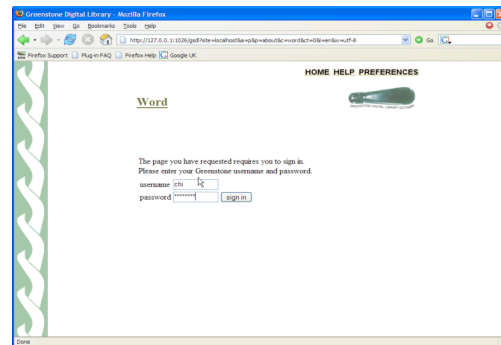 Greenstone Digital Library - Mozilla Firefox
File Edit View Go Bookmarks Tools Help
http://127.0.0.1:1026/gsdl?site=localhost&a=p&p=about&c=word&ct=0&l=en&w=utf-8 Go
Firefox Support Plug-in FAQ Firefox Help Google UK
HOME HELP PREFERENCES
Word
The page you have requested requires you to sign in.
Please enter your Greenstone username and password.
username chi
password ******** sign in
Done